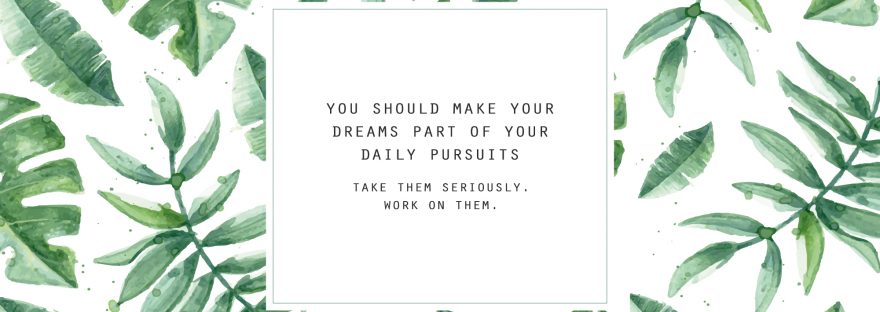 YOU SHOULD MAKE YOUR
DREAMS PART OF YOUR
DAILY PURSUITS
TAKE THEM SERIOUSLY.
WORK ON THEM.